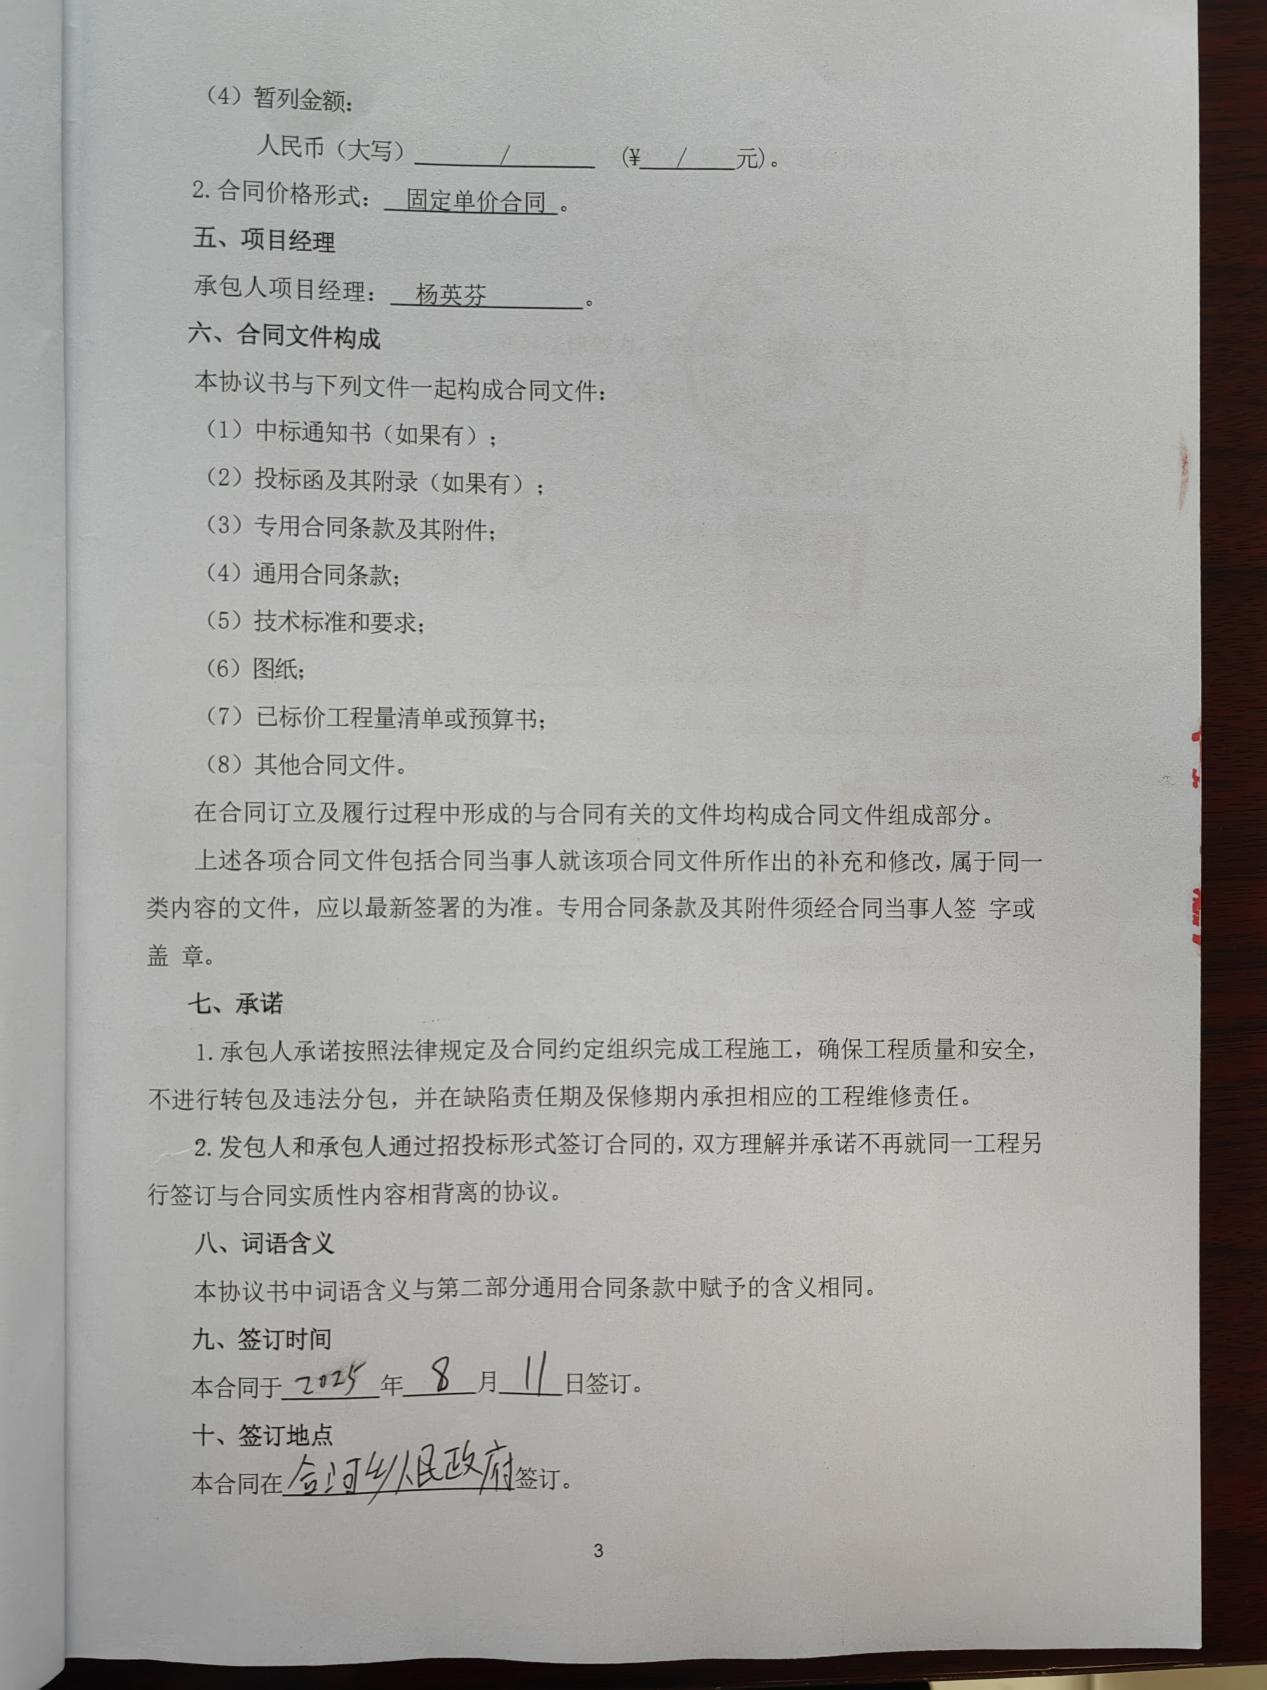 （4）暂列金额：
人民币（大写） / （¥ / 元）。
2.合同价格形式： 固定单价合同 。
五、项目经理
承包人项目经理： 杨英芬 。
六、合同文件构成
本协议书与下列文件一起构成合同文件：
（1）中标通知书（如果有）；
（2）投标函及其附录（如果有）；
（3）专用合同条款及其附件；
（4）通用合同条款；
（5）技术标准和要求；
（6）图纸；
（7）已标价工程量清单或预算书；
（8）其他合同文件。
在合同订立及履行过程中形成的与合同有关的文件均构成合同文件组成部分。
上述各项合同文件包括合同当事人就该项合同文件所作出的补充和修改，属于同一
类内容的文件，应以最新签署的为准。专用合同条款及其附件须经合同当事人签 字或
盖 章。
七、承诺
1.承包人承诺按照法律规定及合同约定组织完成工程施工，确保工程质量和安全，
不进行转包及违法分包，并在缺陷责任期及保修期内承担相应的工程维修责任。
2.发包人和承包人通过招投标形式签订合同的，双方理解并承诺不再就同一工程另
行签订与合同实质性内容相背离的协议。
八、词语含义
本协议书中词语含义与第二部分通用合同条款中赋予的含义相同。
九、签订时间
本合同于 2025 年 8 月 11 日签订。
十、签订地点
本合同在合河乡人民政府签订。
3